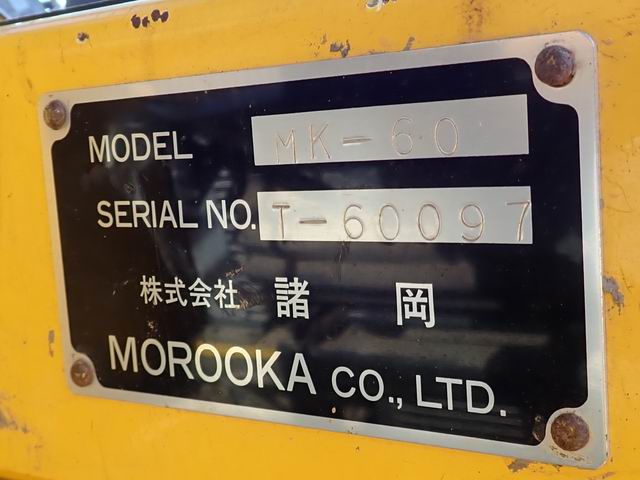 MODEL MK-60
SERIAL NO. T-60097
株式会社 諸岡
MOROOKA CO., LTD.